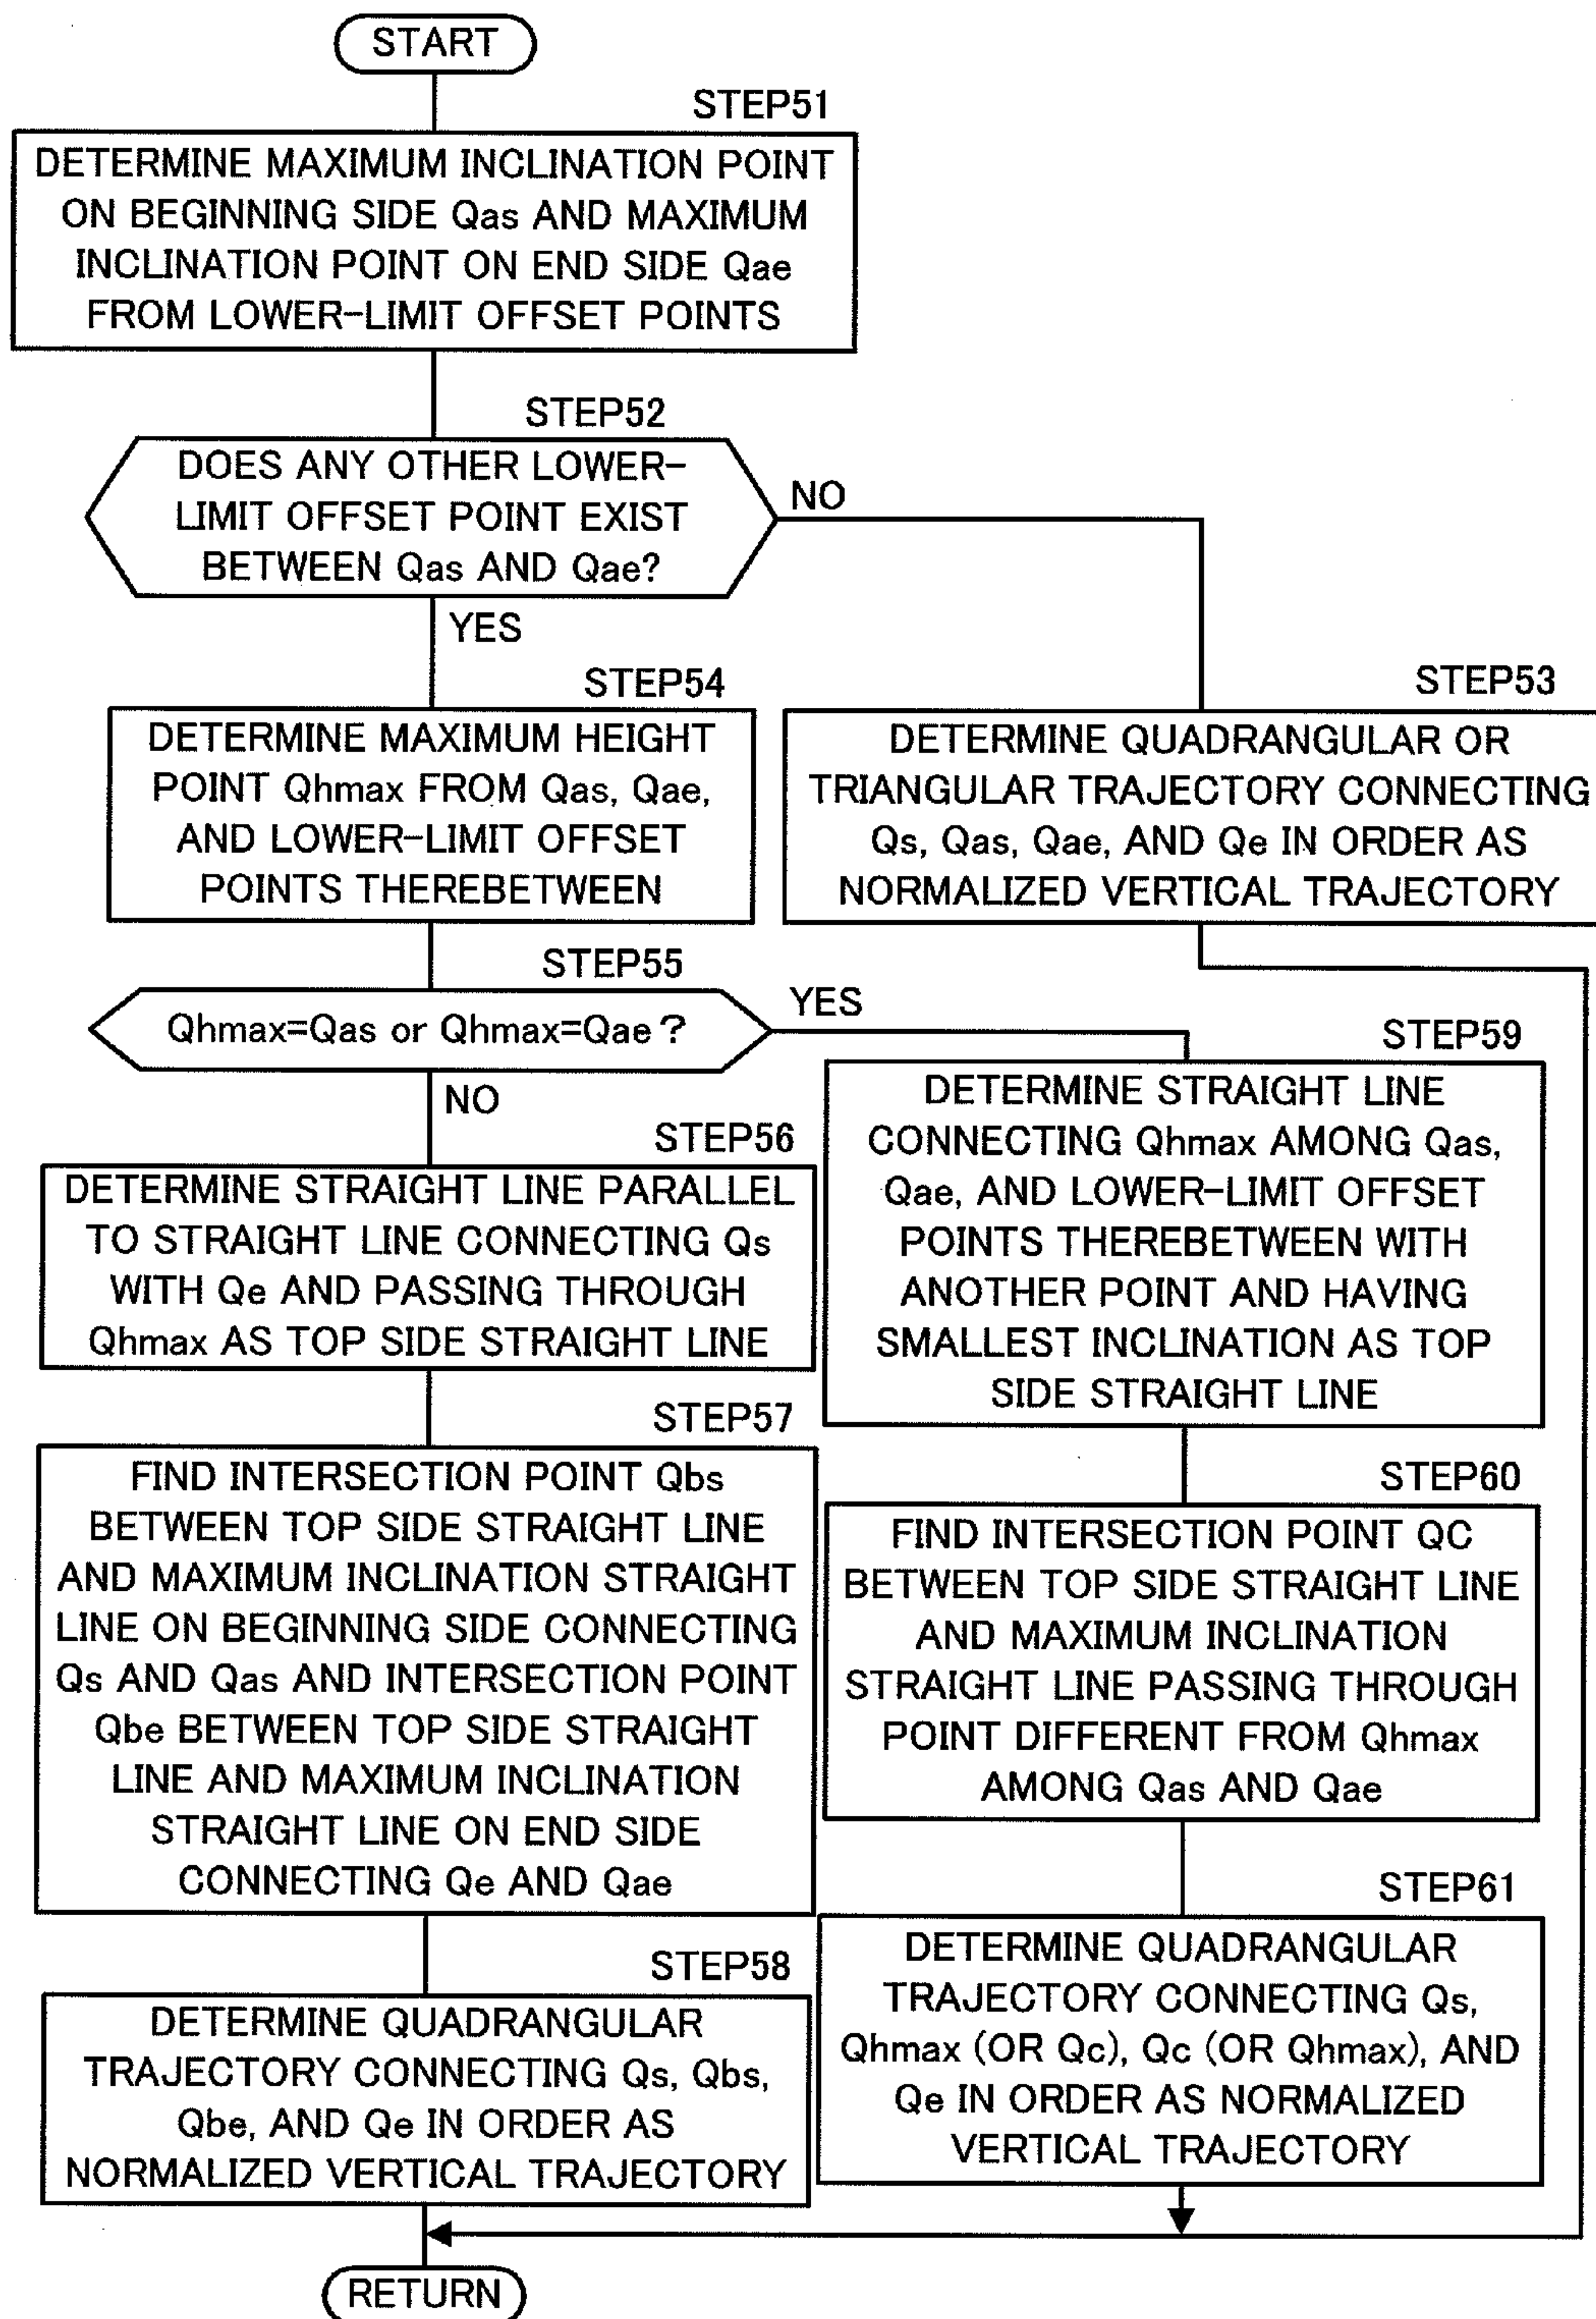 START
STEP51
DETERMINE MAXIMUM INCLINATION POINT
ON BEGINNING SIDE Qas AND MAXIMUM
INCLINATION POINT ON END SIDE Qae
FROM LOWER-LIMIT OFFSET POINTS
STEP52
DOES ANY OTHER LOWER-
LIMIT OFFSET POINT EXIST
BETWEEN Qas AND Qae?
NO
YES
STEP54
DETERMINE MAXIMUM HEIGHT
POINT Qhmax FROM Qas, Qae,
AND LOWER-LIMIT OFFSET
POINTS THEREBETWEEN
STEP53
DETERMINE QUADRANGULAR OR
TRIANGULAR TRAJECTORY CONNECTING
Qs, Qas, Qae, AND Qe IN ORDER AS
NORMALIZED VERTICAL TRAJECTORY
STEP55
Qhmax=Qas or Qhmax=Qae?
YES
NO
STEP56
DETERMINE STRAIGHT LINE PARALLEL
TO STRAIGHT LINE CONNECTING Qs
WITH Qe AND PASSING THROUGH
Qhmax AS TOP SIDE STRAIGHT LINE
STEP57
FIND INTERSECTION POINT Qbs
BETWEEN TOP SIDE STRAIGHT LINE
AND MAXIMUM INCLINATION STRAIGHT
LINE ON BEGINNING SIDE CONNECTING
Qs AND Qas AND INTERSECTION POINT
Qbe BETWEEN TOP SIDE STRAIGHT
LINE AND MAXIMUM INCLINATION
STRAIGHT LINE ON END SIDE
CONNECTING Qe AND Qae
STEP58
DETERMINE QUADRANGULAR
TRAJECTORY CONNECTING Qs, Qbs,
Qbe, AND Qe IN ORDER AS
NORMALIZED VERTICAL TRAJECTORY
STEP59
DETERMINE STRAIGHT LINE
CONNECTING Qhmax AMONG Qas,
Qae, AND LOWER-LIMIT OFFSET
POINTS THEREBETWEEN WITH
ANOTHER POINT AND HAVING
SMALLEST INCLINATION AS TOP
SIDE STRAIGHT LINE
STEP60
FIND INTERSECTION POINT QC
BETWEEN TOP SIDE STRAIGHT LINE
AND MAXIMUM INCLINATION
STRAIGHT LINE PASSING THROUGH
POINT DIFFERENT FROM Qhmax
AMONG Qas AND Qae
STEP61
DETERMINE QUADRANGULAR
TRAJECTORY CONNECTING Qs,
Qhmax (OR Qc), Qc (OR Qhmax), AND
Qe IN ORDER AS NORMALIZED
VERTICAL TRAJECTORY
RETURN